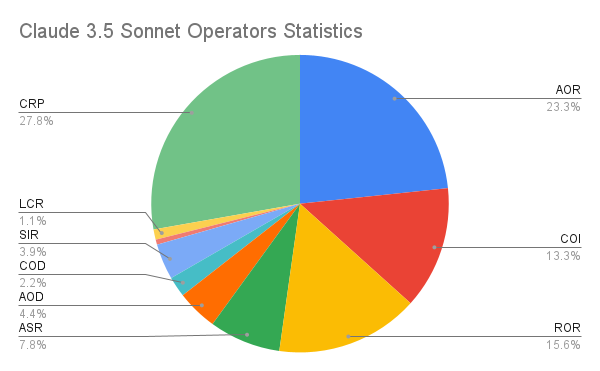 Claude 3.5 Sonnet Operators Statistics
AOR
23.3%
COI
13.3%
ROR
15.6%
ASR
7.8%
AOD
4.4%
COD
2.2%
SIR
3.9%
LCR
1.1%
CRP
27.8%